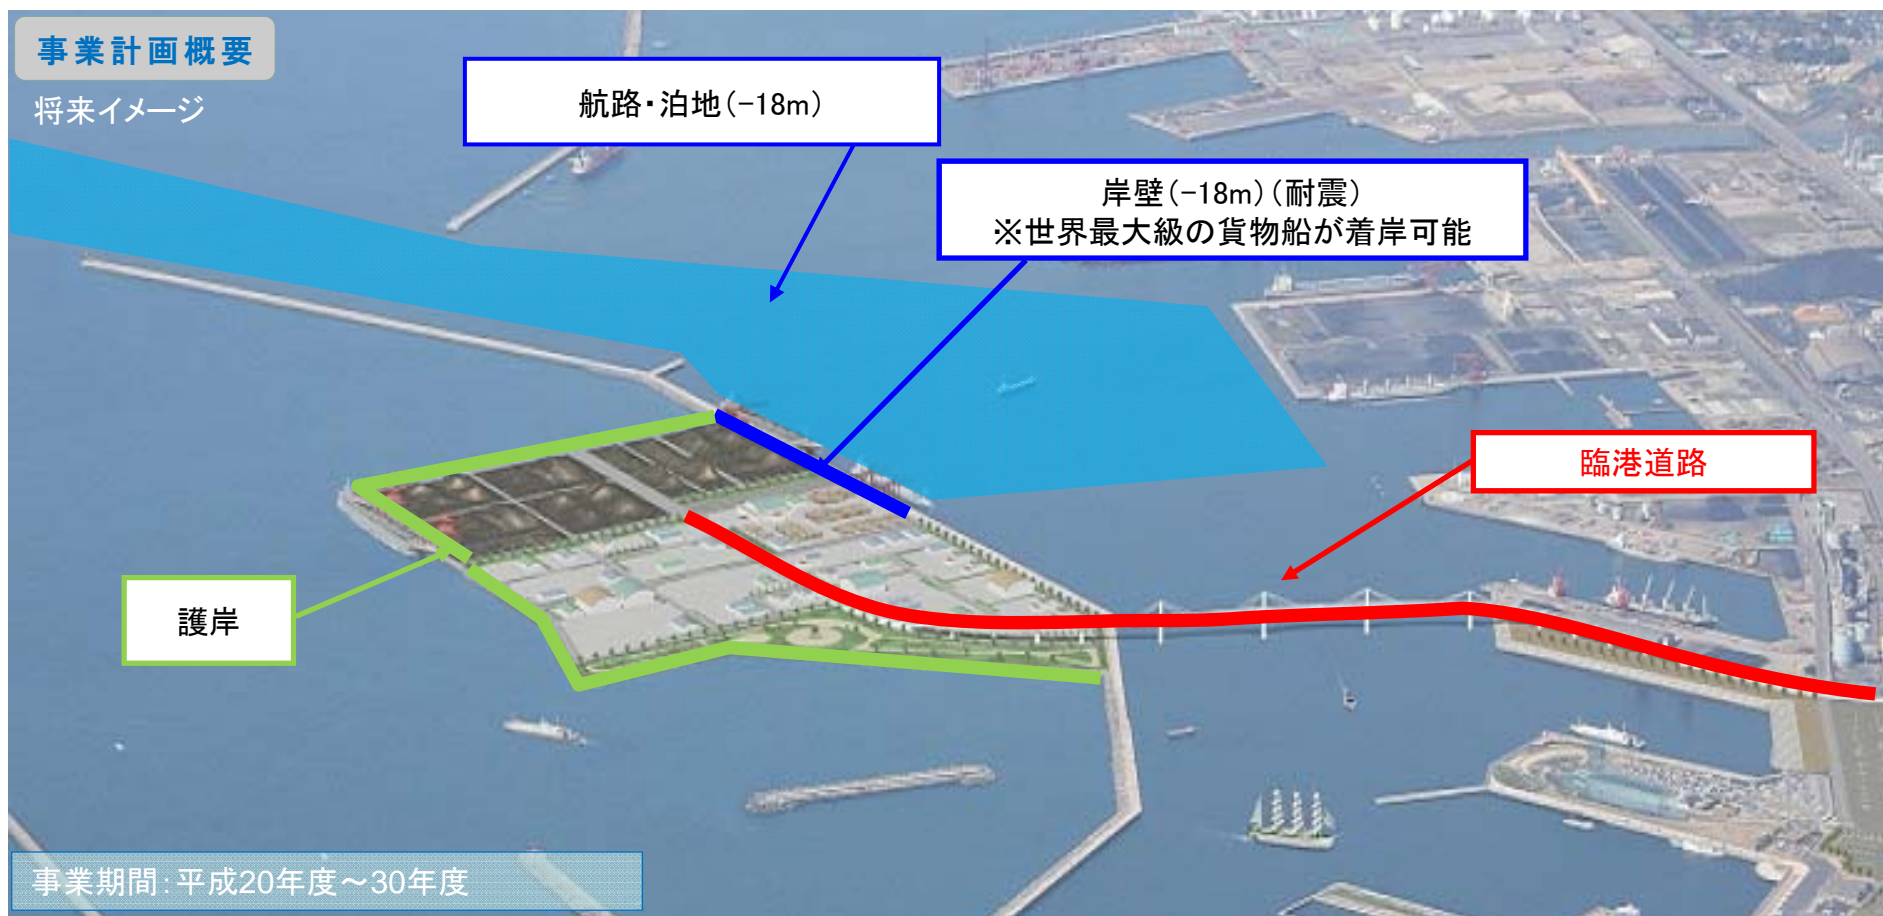 事業計画概要
将来イメージ
航路・泊地(-18m)
岸壁(-18m)(耐震)
※世界最大級の貨物船が着岸可能
臨港道路
護岸
事業期間:平成20年度～30年度